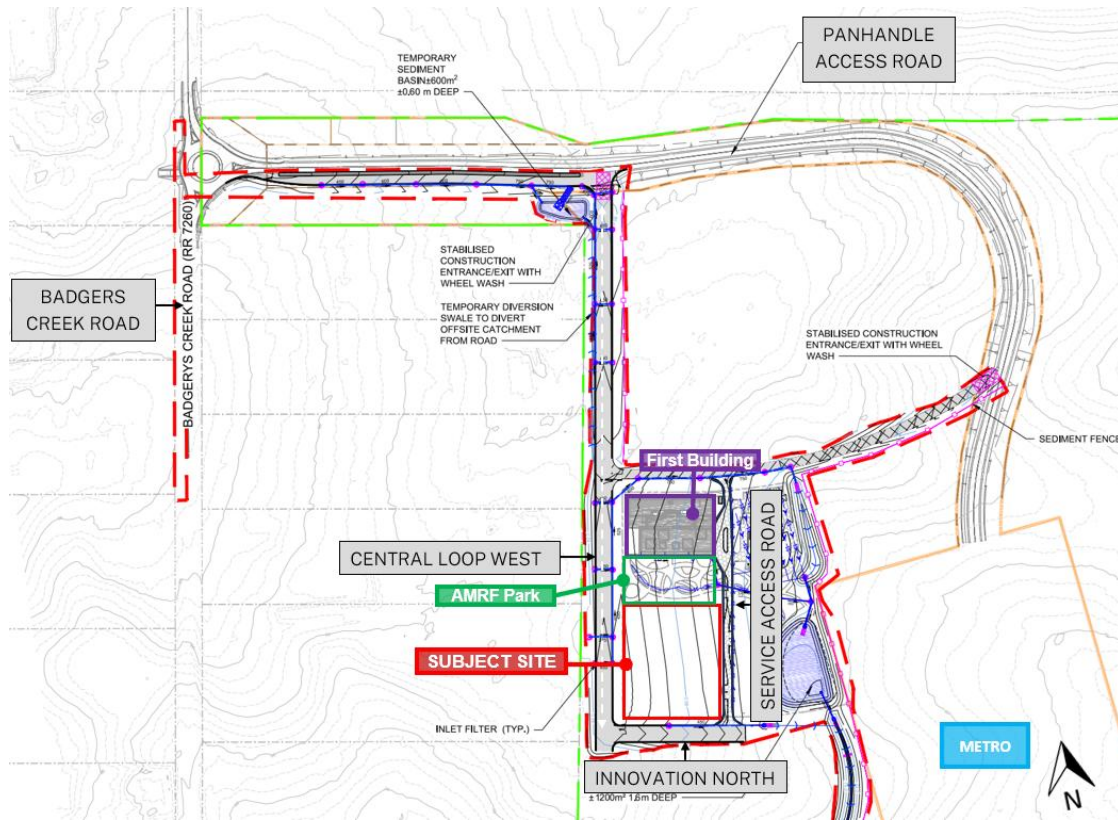 PANHANDLE
ACCESS ROAD
TEMPORARY
SEDIMENT
BASIN±600m²
±0,60 m DEEP
STABILISED
CONSTRUCTION
ENTRANCE/EXIT WITH
WHEEL WASH
BADGERS
CREEK ROAD
BADGERYS CREEK ROAD (RR 7260)
TEMPORARY DIVERSION
SWALE TO DIVERT
OFFSITE CATCHMENT
FROM ROAD
STABILISED CONSTRUCTION
ENTRANCE/EXIT WITH WHEEL
WASH
SEDIMENT FENCE
First Building
CENTRAL LOOP WEST
AMRF Park
SERVICE ACCESS ROAD
SUBJECT SITE
INLET FILTER (TYP.)
METRO
INNOVATION NORTH
±1200m² 1,6m DEEP
N